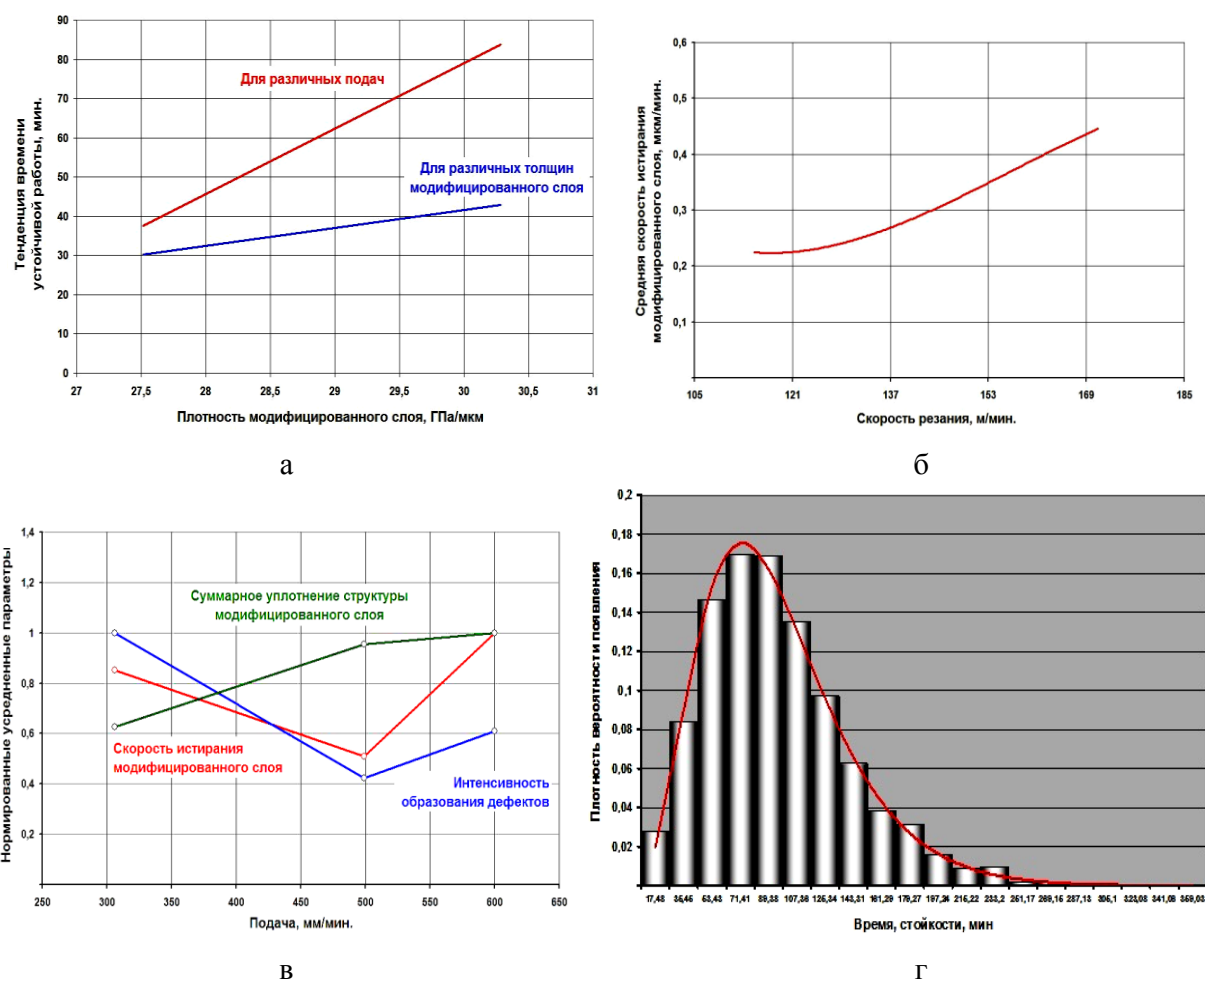 90
80
70
60
50
40
30
20
10
0
Тенденция времени
устойчивой работы, мин.
Для различных подач
Для различных толщин
модифицированного слоя
27 27,5 28 28,5 29 29,5 30 30,5 31
Плотность модифицированного слоя, ГПа/мкм
а
0,6
0,5
0,4
0,3
0,2
0,1
Средняя скорость истирания
модифицированного слоя, мкм/мин.
105 121 137 153 169 185
Скорость резания, м/мин.
б
1,4
1,2
1
0,8
0,6
0,4
0,2
Нормированные усредненные параметры
Суммарное уплотнение структуры
модифицированного слоя
Скорость истирания
модифицированного слоя
Интенсивность
образования дефектов
250 300 350 400 450 500 550 600 650
Подача, мм/мин.
в
0,2
0,18
0,16
0,14
0,12
0,1
0,08
0,06
0,04
0,02
Плотность вероятности появления
17,48 35,46 53,43 71,41 89,38 107,36 125,34 143,31 161,29 179,27 197,24 215,22 233,2 251,17 269,15 287,13 305,1 323,08 341,08 359,03
Время, стойкости, мин
г